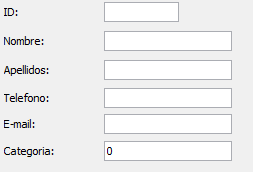 ID:
Nombre:
Apellidos:
Telefono:
E-mail:
Categoria: 0